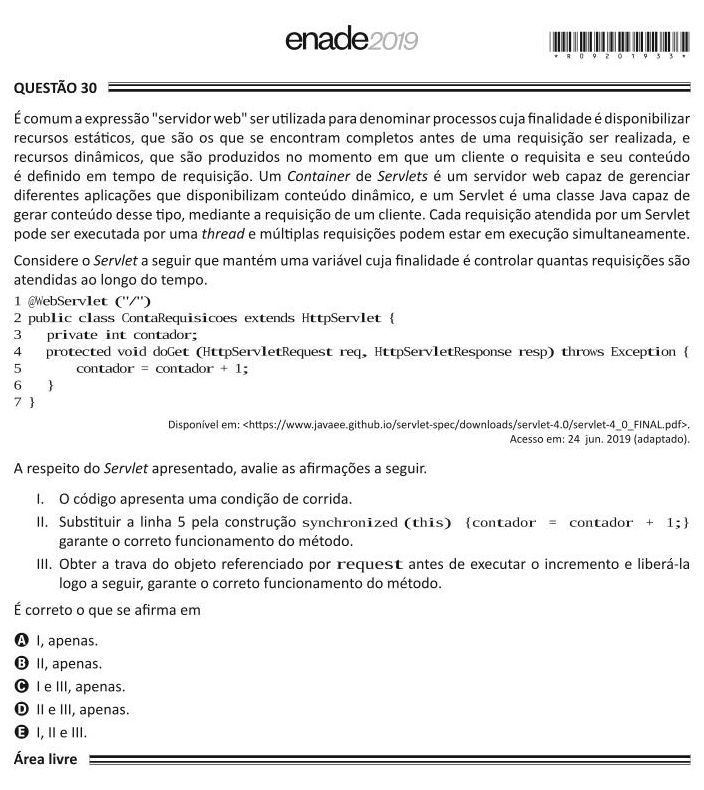 enade2019
* R 0 9 2 0 1 9 3 3 *
QUESTÃO 30
É comum a expressão "servidor web" ser utilizada para denominar processos cuja finalidade é disponibilizar
recursos estáticos, que são os que se encontram completos antes de uma requisição ser realizada, e
recursos dinâmicos, que são produzidos no momento em que um cliente o requisita e seu conteúdo
é definido em tempo de requisição. Um Container de Servlets é um servidor web capaz de gerenciar
diferentes aplicações que disponibilizam conteúdo dinâmico, e um Servlet é uma classe Java capaz de
gerar conteúdo desse tipo, mediante a requisição de um cliente. Cada requisição atendida por um Servlet
pode ser executada por uma thread e múltiplas requisições podem estar em execução simultaneamente.
Considere o Servlet a seguir que mantém uma variável cuja finalidade é controlar quantas requisições são
atendidas ao longo do tempo.
1 @WebServlet ("/")
2 public class ContaRequisicoes extends HttpServlet {
3 private int contador;
4 protected void doGet (HttpServletRequest req, HttpServletResponse resp) throws Exception {
5 contador = contador + 1;
6 }
7 }
Disponível em: <https://www.javaee.github.io/servlet-spec/downloads/servlet-4.0/servlet-4_0_FINAL.pdf>.
Acesso em: 24 jun. 2019 (adaptado).
A respeito do Servlet apresentado, avalie as afirmações a seguir.
I. O código apresenta uma condição de corrida.
II. Substituir a linha 5 pela construção synchronized (this) {contador = contador + 1;}
garante o correto funcionamento do método.
III. Obter a trava do objeto referenciado por request antes de executar o incremento e liberá-la
logo a seguir, garante o correto funcionamento do método.
É correto o que se afirma em
A I, apenas.
B II, apenas.
C I e III, apenas.
D II e III, apenas.
E I, II e III.
Área livre